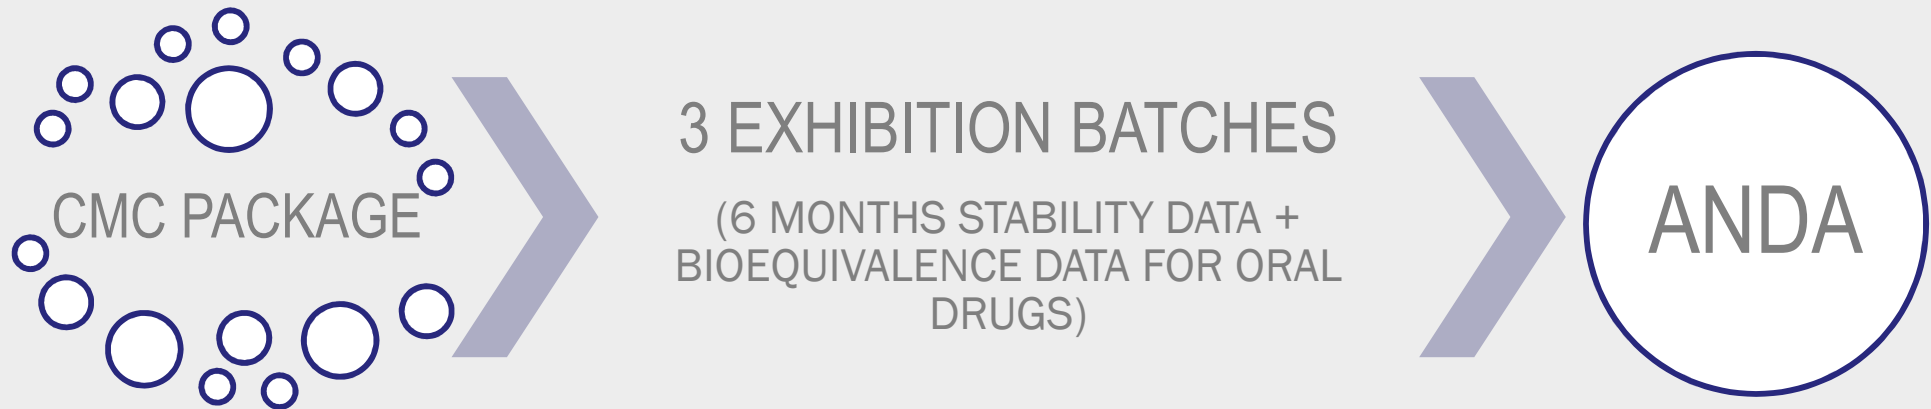 CMC PACKAGE
3 EXHIBITION BATCHES
(6 MONTHS STABILITY DATA +
BIOEQUIVALENCE DATA FOR ORAL
DRUGS)
ANDA